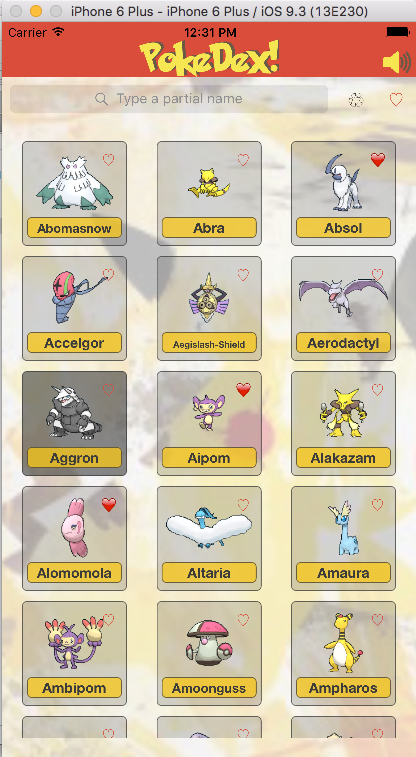 iPhone 6 Plus - iPhone 6 Plus / iOS 9.3 (13E230)
Carrier 12:31 PM
PokeDex!
Type a partial name
Abomasnow Abra Absol
Accelgor Aegislash-Shield Aerodactyl
Aggron Aipom Alakazam
Alomomola Altaria Amaura
Ambipom Amoonguss Ampharos